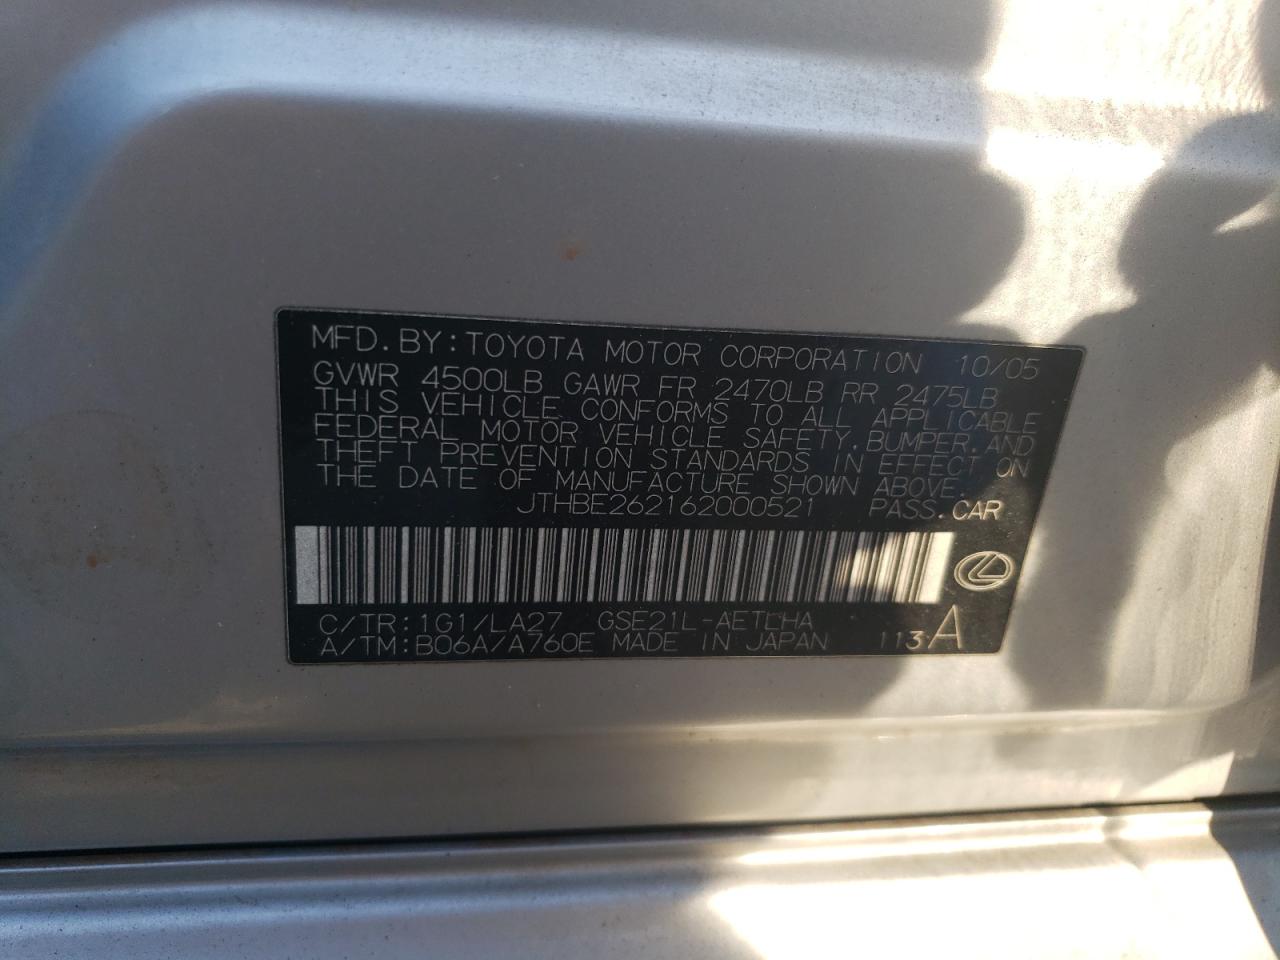 MFD. BY: TOYOTA MOTOR CORPORATION 10/05
GVWR 4500LB GAWR FR 2470LB RR 2475LB
THIS VEHICLE CONFORMS TO ALL APPLICABLE
FEDERAL MOTOR VEHICLE SAFETY, BUMPER, AND
THEFT PREVENTION STANDARDS IN EFFECT ON
THE DATE OF MANUFACTURE SHOWN ABOVE.
JTHBE262162000521 PASS. CAR
C/TR: 1G1/LA27 GSE21L-AETLHA
A/TM: B06A/A760E MADE IN JAPAN 113 A